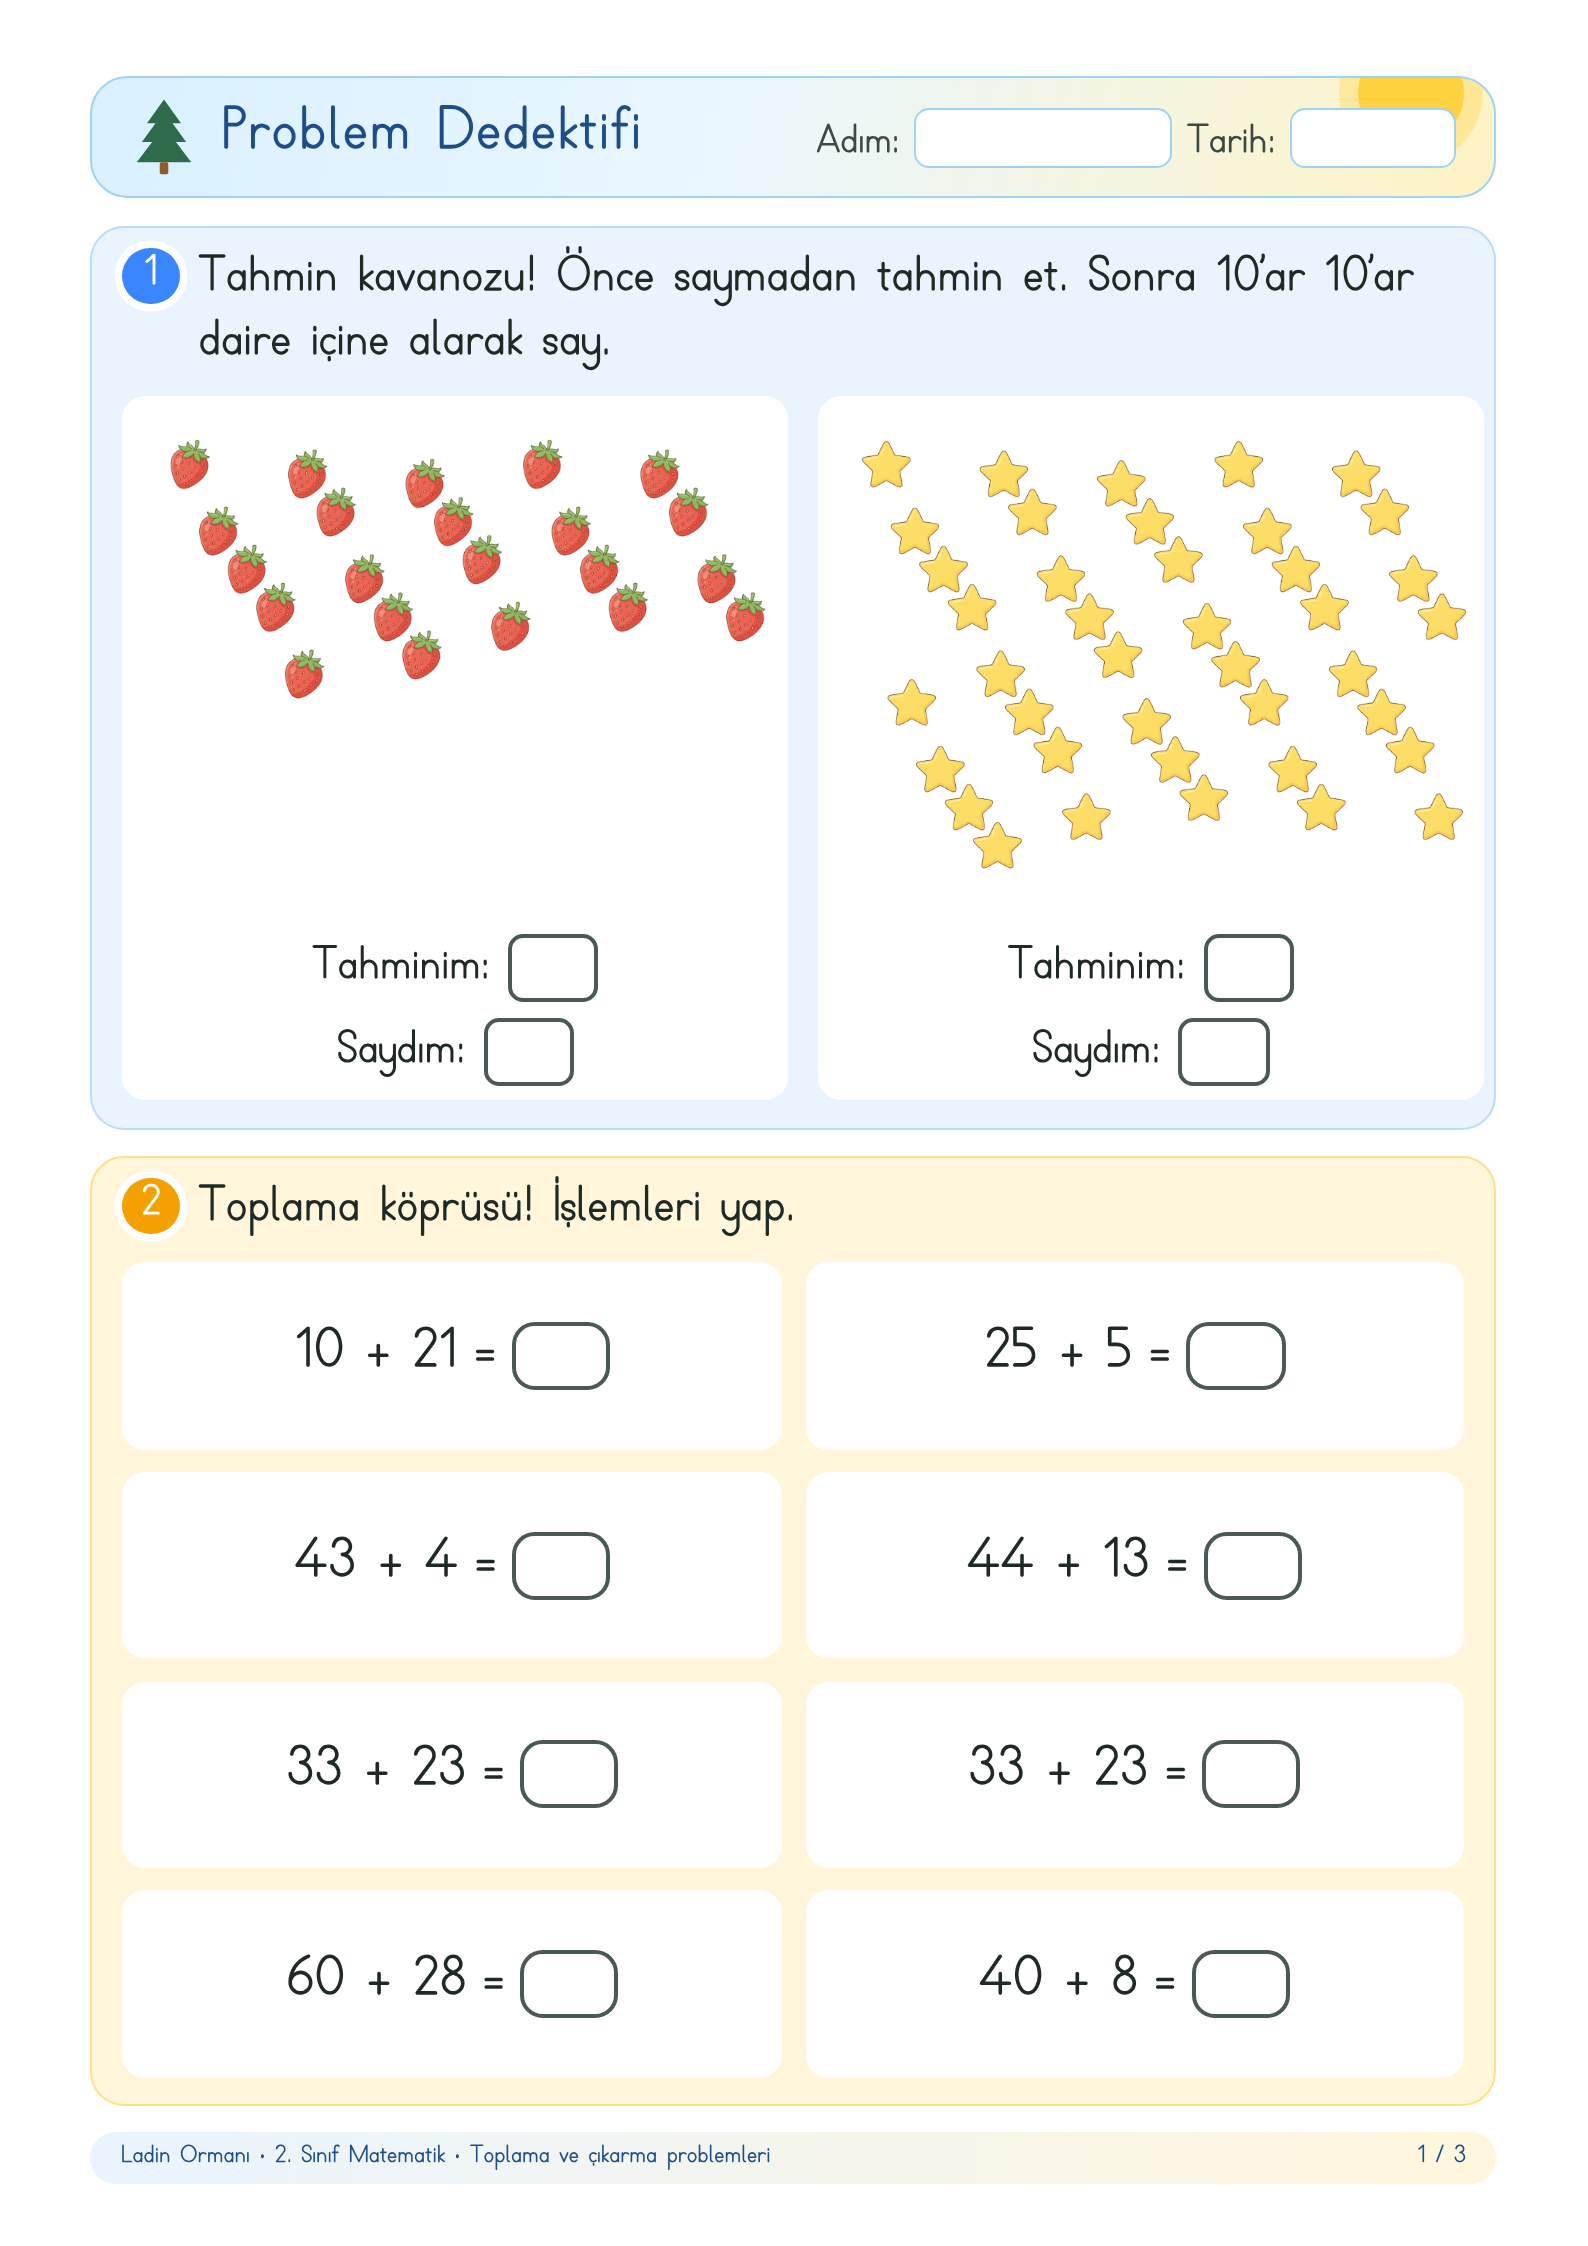 Problem Dedektifi
Adım:
Tarih:
1
Tahmin kavanozu! Önce saymadan tahmin et. Sonra 10'ar 10'ar
daire içine alarak say.
Tahminim:
Tahminim:
Saydım:
Saydım:
2
Toplama köprüsü! İşlemleri yap.
10 + 21 =
25 + 5 =
43 + 4 =
44 + 13 =
33 + 23 =
33 + 23 =
60 + 28 =
40 + 8 =
Ladin Ormanı • 2. Sınıf Matematik • Toplama ve çıkarma problemleri
1 / 3